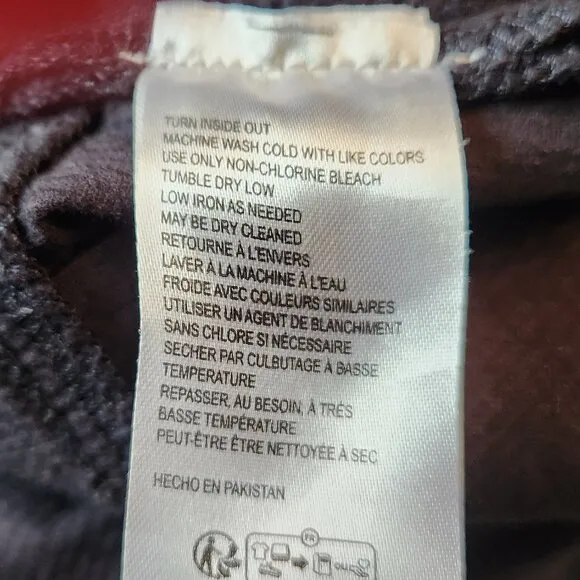 TURN INSIDE OUT
MACHINE WASH COLD WITH LIKE COLORS
USE ONLY NON-CHLORINE BLEACH
TUMBLE DRY LOW
LOW IRON AS NEEDED
MAY BE DRY CLEANED
RETOURNE À L'ENVERS
LAVER À LA MACHINE À L'EAU
FROIDE AVEC COULEURS SIMILAIRES
UTILISER UN AGENT DE BLANCHIMENT
SANS CHLORE SI NÉCESSAIRE
SECHER PAR CULBUTAGE À BASSE
TEMPERATURE
REPASSER, AU BESOIN, À TRÈS
BASSE TEMPÉRATURE
PEUT-ÊTRE ÊTRE NETTOYÉE À SEC
HECHO EN PAKISTAN
FR